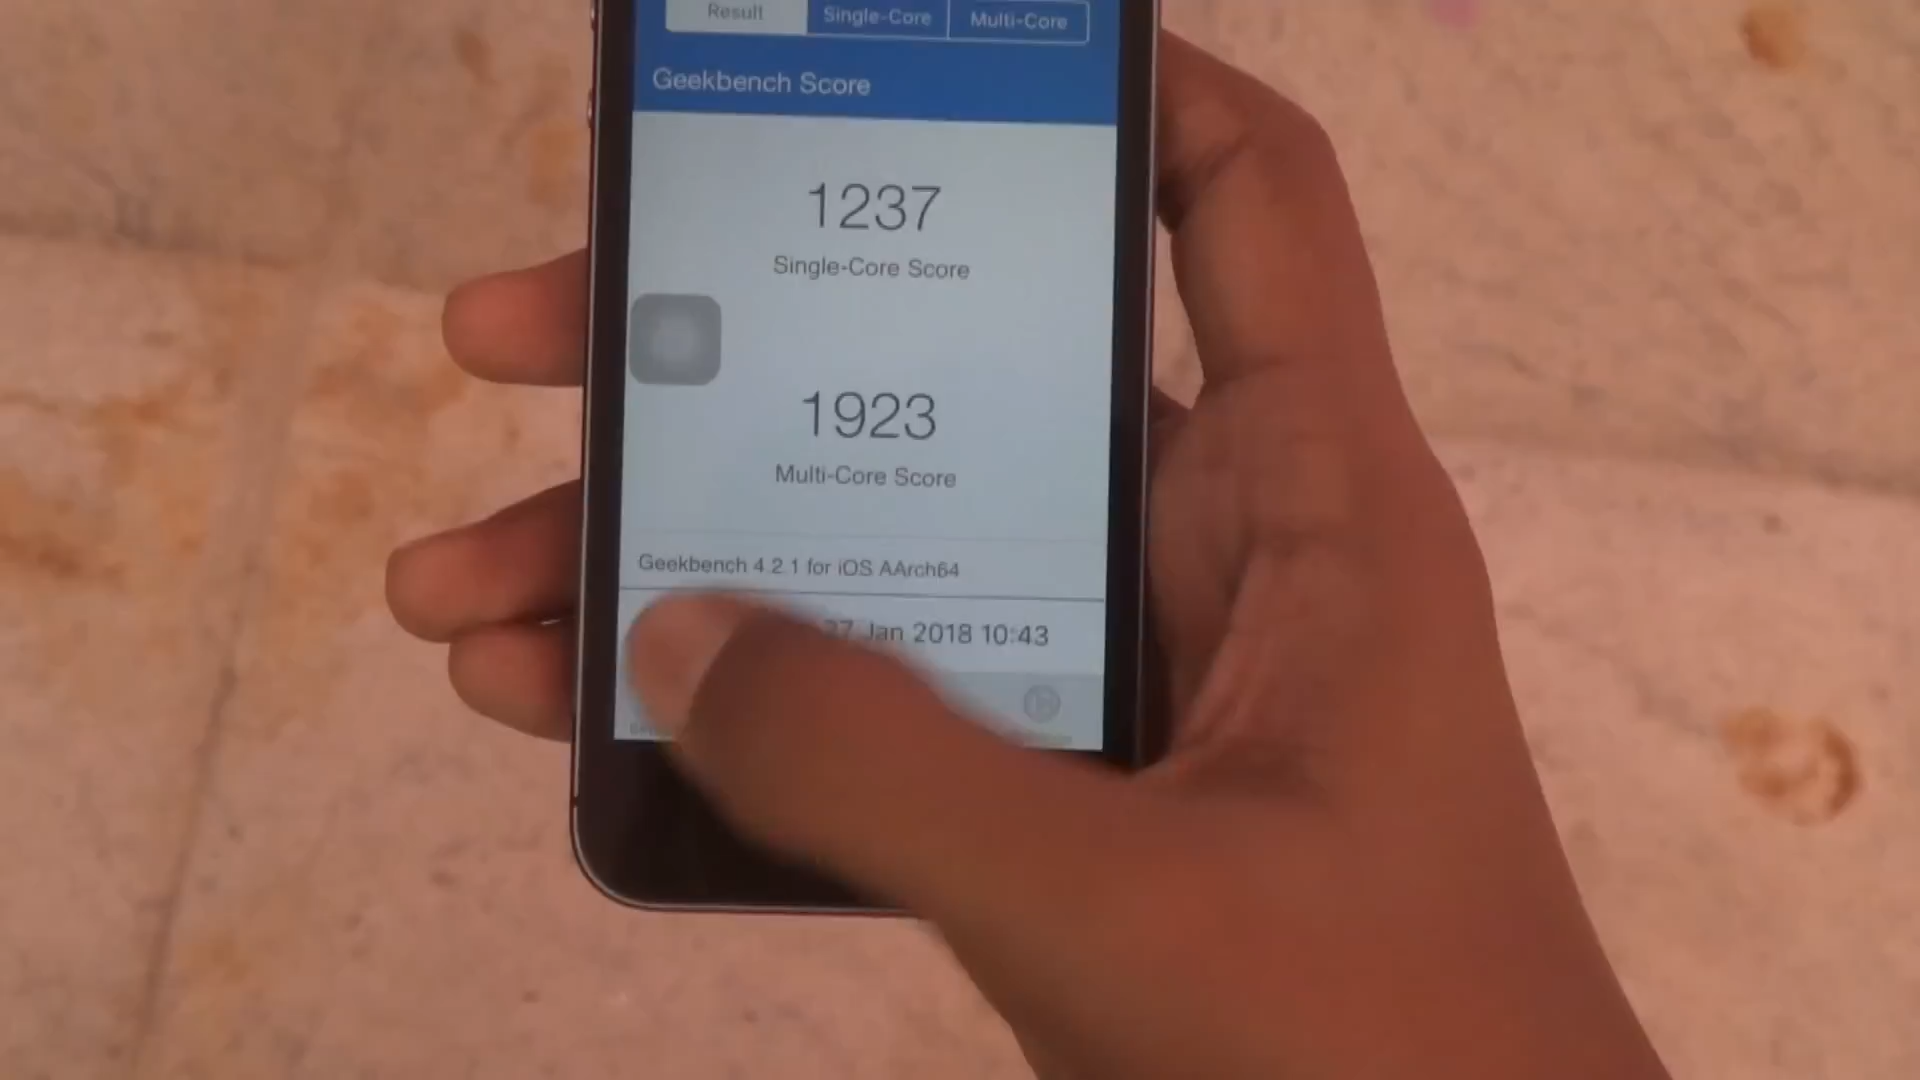 Result Single-Core Multi-Core
Geekbench Score
1237
Single-Core Score
1923
Multi-Core Score
Geekbench 4.2.1 for iOS AArch64
27 Jan 2018 10:43